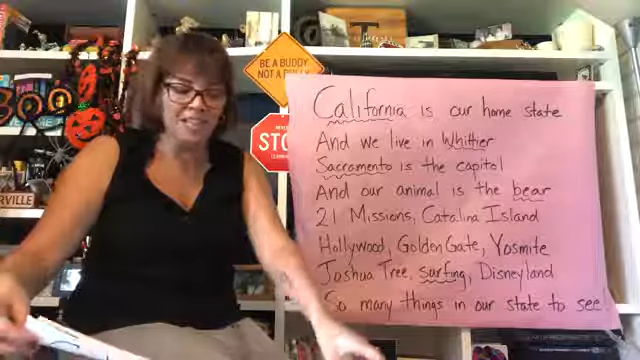 BOO
BE A BUDDY
NOT A BULLY
STO
RVILLE
California is our home state
And we live in Whittier
Sacramento is the capitol
And our animal is the bear
21 Missions, Catalina Island
Hollywood, Golden Gate, Yosmite
Joshua Tree, surfing, Disneyland
So many things in our state to see!